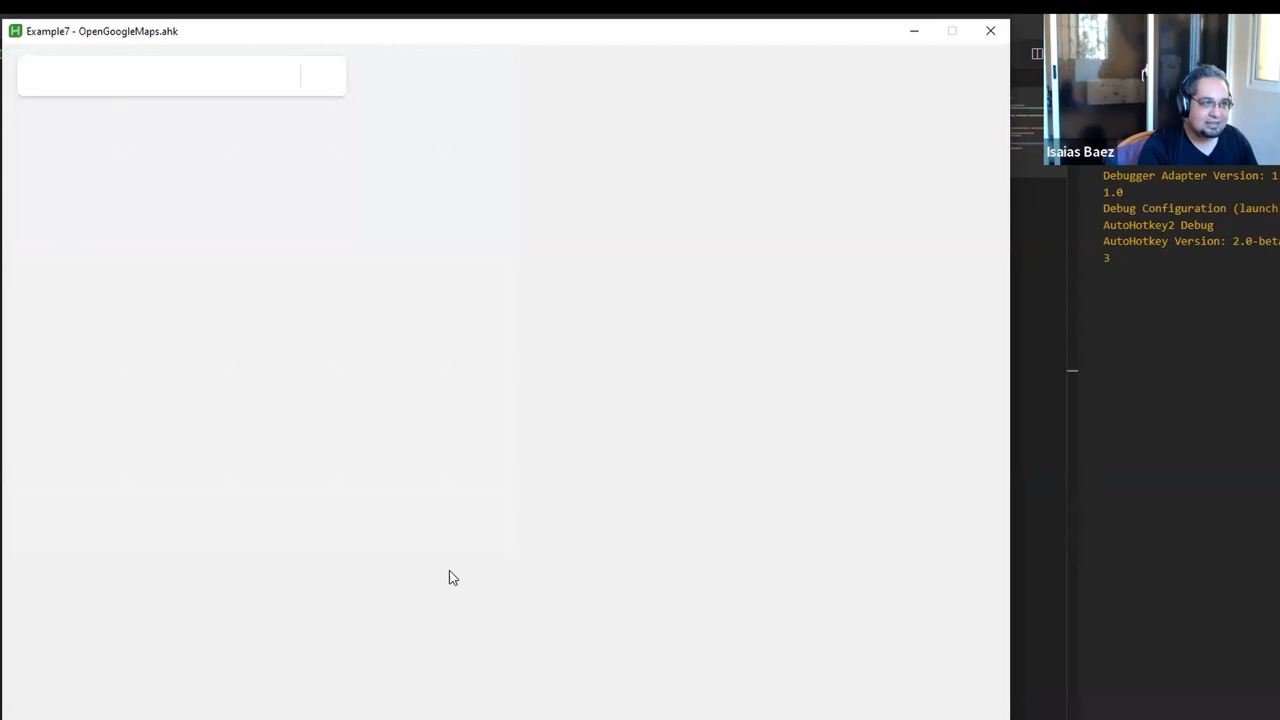 Example7 - OpenGoogleMaps.ahk
Isaias Baez
Debugger Adapter Version: 1
1.0
Debug Configuration (launch
AutoHotkey2 Debug
AutoHotkey Version: 2.0-beta
3